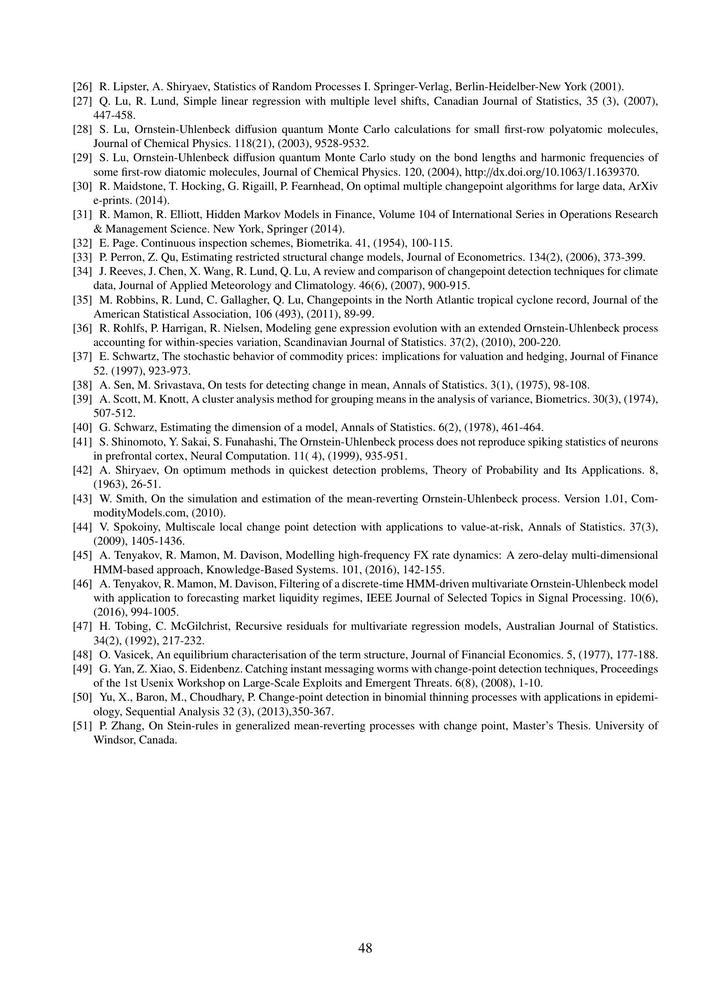 [26] R. Lipster, A. Shiryaev, Statistics of Random Processes I. Springer-Verlag, Berlin-Heidelber-New York (2001).
[27] Q. Lu, R. Lund, Simple linear regression with multiple level shifts, Canadian Journal of Statistics, 35 (3), (2007),
447-458.
[28] S. Lu, Ornstein-Uhlenbeck diffusion quantum Monte Carlo calculations for small first-row polyatomic molecules,
Journal of Chemical Physics. 118(21), (2003), 9528-9532.
[29] S. Lu, Ornstein-Uhlenbeck diffusion quantum Monte Carlo study on the bond lengths and harmonic frequencies of
some first-row diatomic molecules, Journal of Chemical Physics. 120, (2004), http://dx.doi.org/10.1063/1.1639370.
[30] R. Maidstone, T. Hocking, G. Rigaill, P. Fearnhead, On optimal multiple changepoint algorithms for large data, ArXiv
e-prints. (2014).
[31] R. Mamon, R. Elliott, Hidden Markov Models in Finance, Volume 104 of International Series in Operations Research
& Management Science. New York, Springer (2014).
[32] E. Page. Continuous inspection schemes, Biometrika. 41, (1954), 100-115.
[33] P. Perron, Z. Qu, Estimating restricted structural change models, Journal of Econometrics. 134(2), (2006), 373-399.
[34] J. Reeves, J. Chen, X. Wang, R. Lund, Q. Lu, A review and comparison of changepoint detection techniques for climate
data, Journal of Applied Meteorology and Climatology. 46(6), (2007), 900-915.
[35] M. Robbins, R. Lund, C. Gallagher, Q. Lu, Changepoints in the North Atlantic tropical cyclone record, Journal of the
American Statistical Association, 106 (493), (2011), 89-99.
[36] R. Rohlfs, P. Harrigan, R. Nielsen, Modeling gene expression evolution with an extended Ornstein-Uhlenbeck process
accounting for within-species variation, Scandinavian Journal of Statistics. 37(2), (2010), 200-220.
[37] E. Schwartz, The stochastic behavior of commodity prices: implications for valuation and hedging, Journal of Finance
52. (1997), 923-973.
[38] A. Sen, M. Srivastava, On tests for detecting change in mean, Annals of Statistics. 3(1), (1975), 98-108.
[39] A. Scott, M. Knott, A cluster analysis method for grouping means in the analysis of variance, Biometrics. 30(3), (1974),
507-512.
[40] G. Schwarz, Estimating the dimension of a model, Annals of Statistics. 6(2), (1978), 461-464.
[41] S. Shinomoto, Y. Sakai, S. Funahashi, The Ornstein-Uhlenbeck process does not reproduce spiking statistics of neurons
in prefrontal cortex, Neural Computation. 11( 4), (1999), 935-951.
[42] A. Shiryaev, On optimum methods in quickest detection problems, Theory of Probability and Its Applications. 8,
(1963), 26-51.
[43] W. Smith, On the simulation and estimation of the mean-reverting Ornstein-Uhlenbeck process. Version 1.01, Com-
modityModels.com, (2010).
[44] V. Spokoiny, Multiscale local change point detection with applications to value-at-risk, Annals of Statistics. 37(3),
(2009), 1405-1436.
[45] A. Tenyakov, R. Mamon, M. Davison, Modelling high-frequency FX rate dynamics: A zero-delay multi-dimensional
HMM-based approach, Knowledge-Based Systems. 101, (2016), 142-155.
[46] A. Tenyakov, R. Mamon, M. Davison, Filtering of a discrete-time HMM-driven multivariate Ornstein-Uhlenbeck model
with application to forecasting market liquidity regimes, IEEE Journal of Selected Topics in Signal Processing. 10(6),
(2016), 994-1005.
[47] H. Tobing, C. McGilchrist, Recursive residuals for multivariate regression models, Australian Journal of Statistics.
34(2), (1992), 217-232.
[48] O. Vasicek, An equilibrium characterisation of the term structure, Journal of Financial Economics. 5, (1977), 177-188.
[49] G. Yan, Z. Xiao, S. Eidenbenz. Catching instant messaging worms with change-point detection techniques, Proceedings
of the 1st Usenix Workshop on Large-Scale Exploits and Emergent Threats. 6(8), (2008), 1-10.
[50] Yu, X., Baron, M., Choudhary, P. Change-point detection in binomial thinning processes with applications in epidemi-
ology, Sequential Analysis 32 (3), (2013),350-367.
[51] P. Zhang, On Stein-rules in generalized mean-reverting processes with change point, Master's Thesis. University of
Windsor, Canada.
48